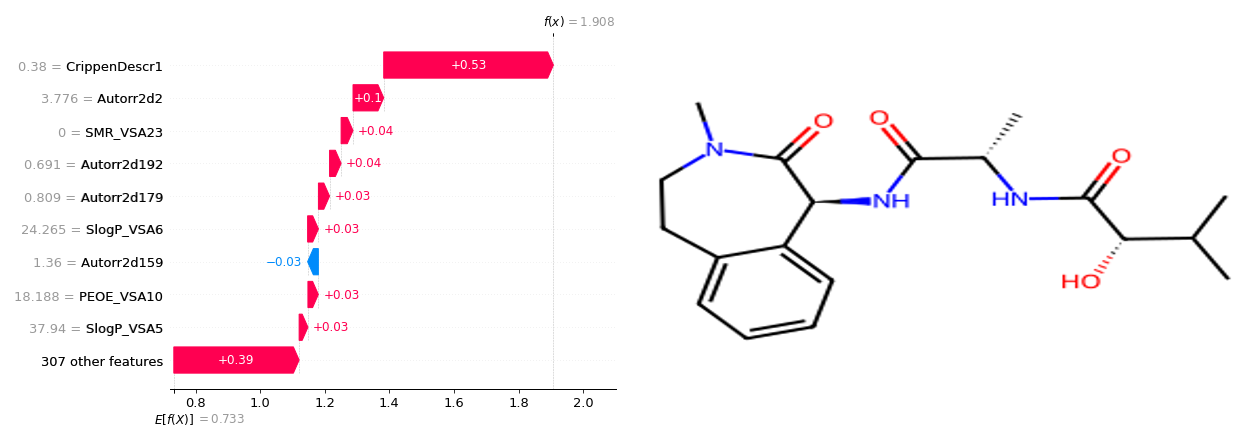 f(x) = 1.908
0.38 = CrippenDescr1
+0.53
3.776 = Autorr2d2
+0.1
0 = SMR_VSA23
+0.04
0.691 = Autorr2d192
+0.04
0.809 = Autorr2d179
+0.03
24.265 = SlogP_VSA6
+0.03
1.36 = Autorr2d159
−0.03
18.188 = PEOE_VSA10
+0.03
37.94 = SlogP_VSA5
+0.03
307 other features
+0.39
0.8 1.0 1.2 1.4 1.6 1.8 2.0
E[f(X)] = 0.733
N
O
O
NH
HN
O
HO